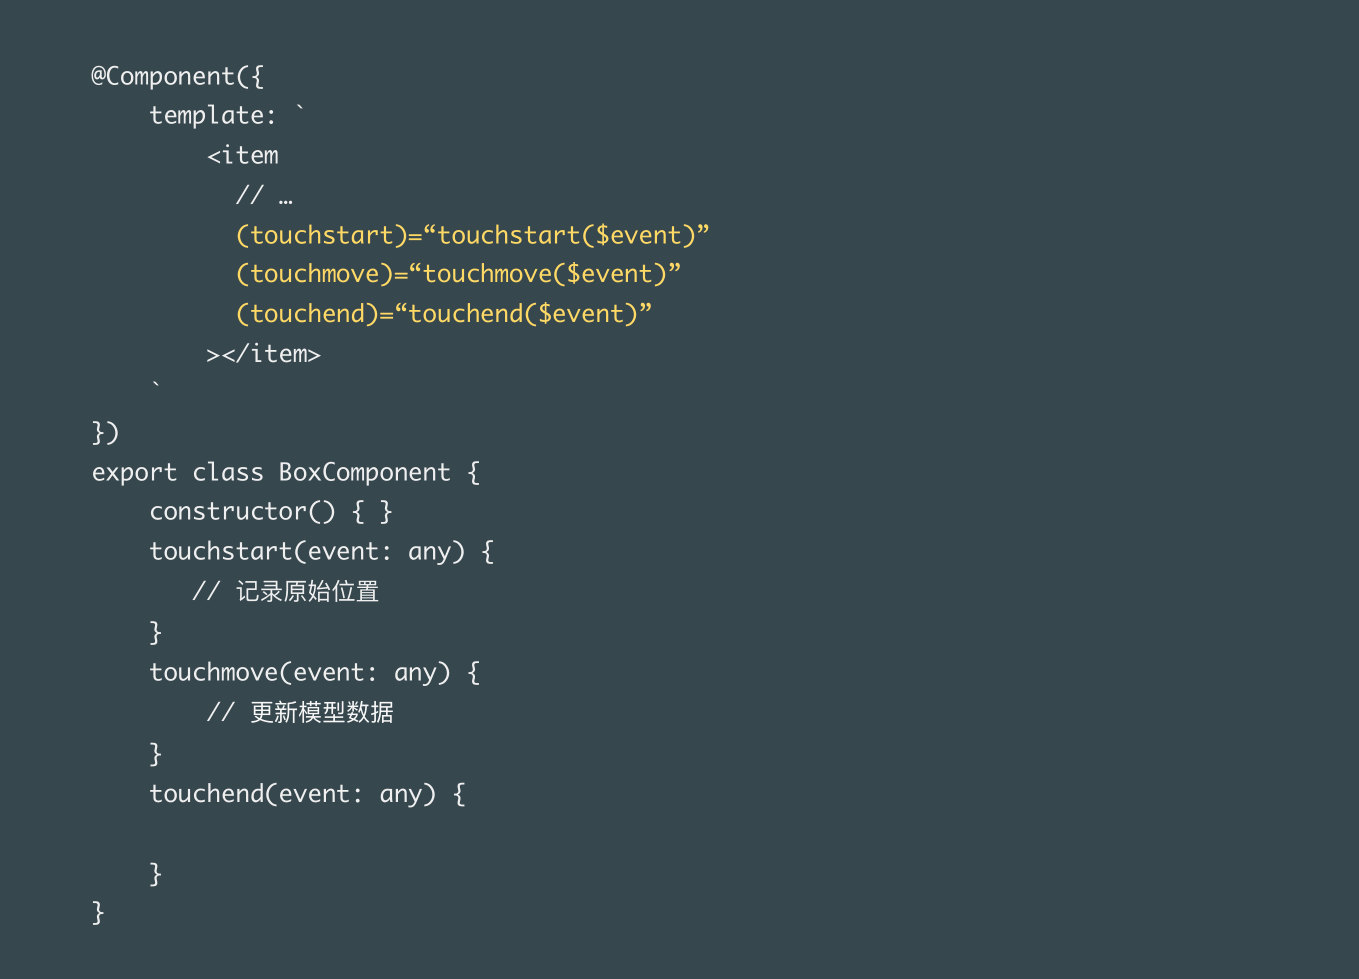 @Component({
    template: `
        <item
          // …
          (touchstart)=“touchstart($event)”
          (touchmove)=“touchmove($event)”
          (touchend)=“touchend($event)”
        ></item>
    `
})
export class BoxComponent {
    constructor() { }
    touchstart(event: any) {
       // 记录原始位置
    }
    touchmove(event: any) {
        // 更新模型数据
    }
    touchend(event: any) {

    }
}